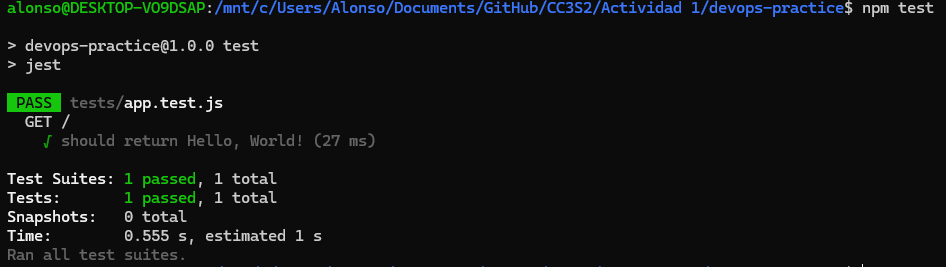 alonso@DESKTOP-VO9DSAP:/mnt/c/Users/Alonso/Documents/GitHub/CC3S2/Actividad 1/devops-practice$ npm test
> devops-practice@1.0.0 test
> jest
PASS tests/app.test.js
GET /
√ should return Hello, World! (27 ms)
Test Suites: 1 passed, 1 total
Tests: 1 passed, 1 total
Snapshots: 0 total
Time: 0.555 s, estimated 1 s
Ran all test suites.